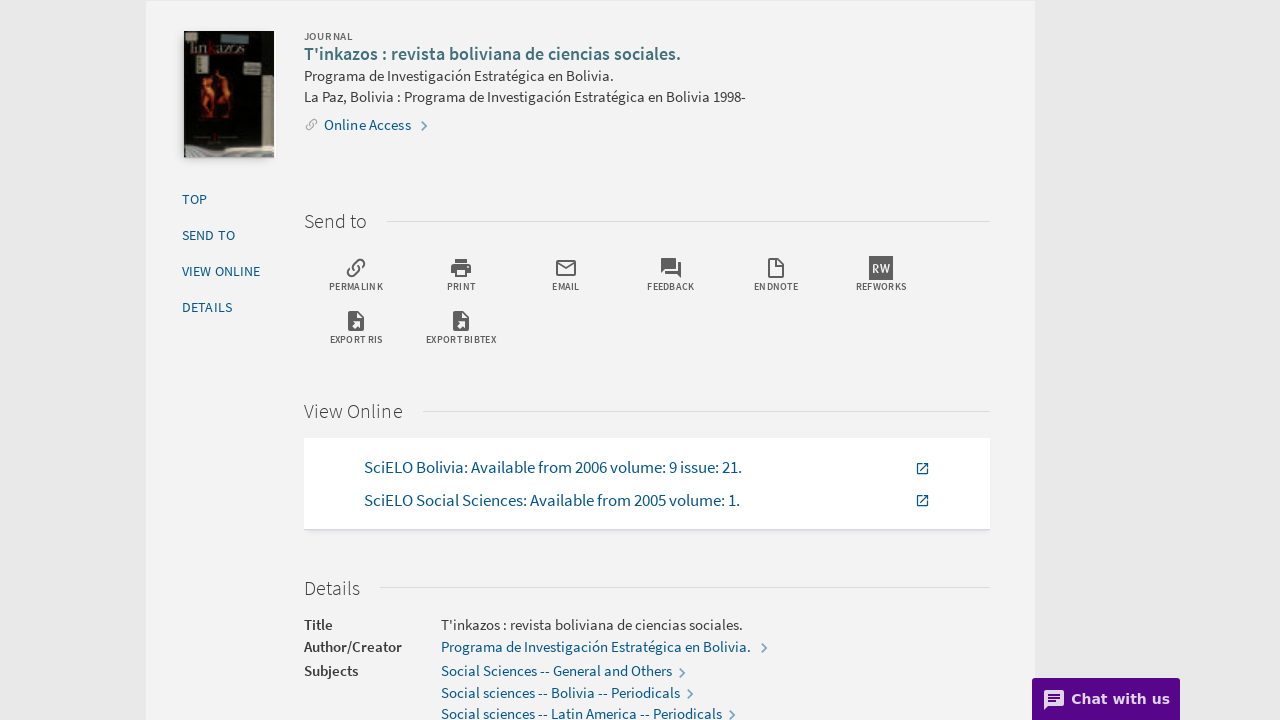 Tinkazos
JOURNAL
T'inkazos : revista boliviana de ciencias sociales.
Programa de Investigación Estratégica en Bolivia.
La Paz, Bolivia : Programa de Investigación Estratégica en Bolivia 1998-
Online Access
TOP
SEND TO
VIEW ONLINE
DETAILS
Send to
PERMALINK
PRINT
EMAIL
FEEDBACK
ENDNOTE
RW
REFWORKS
EXPORT RIS
EXPORT BIBTEX
View Online
SciELO Bolivia: Available from 2006 volume: 9 issue: 21.
SciELO Social Sciences: Available from 2005 volume: 1.
Details
Title
T'inkazos : revista boliviana de ciencias sociales.
Author/Creator
Programa de Investigación Estratégica en Bolivia.
Subjects
Social Sciences -- General and Others
Social sciences -- Bolivia -- Periodicals
Social sciences -- Latin America -- Periodicals
Chat with us